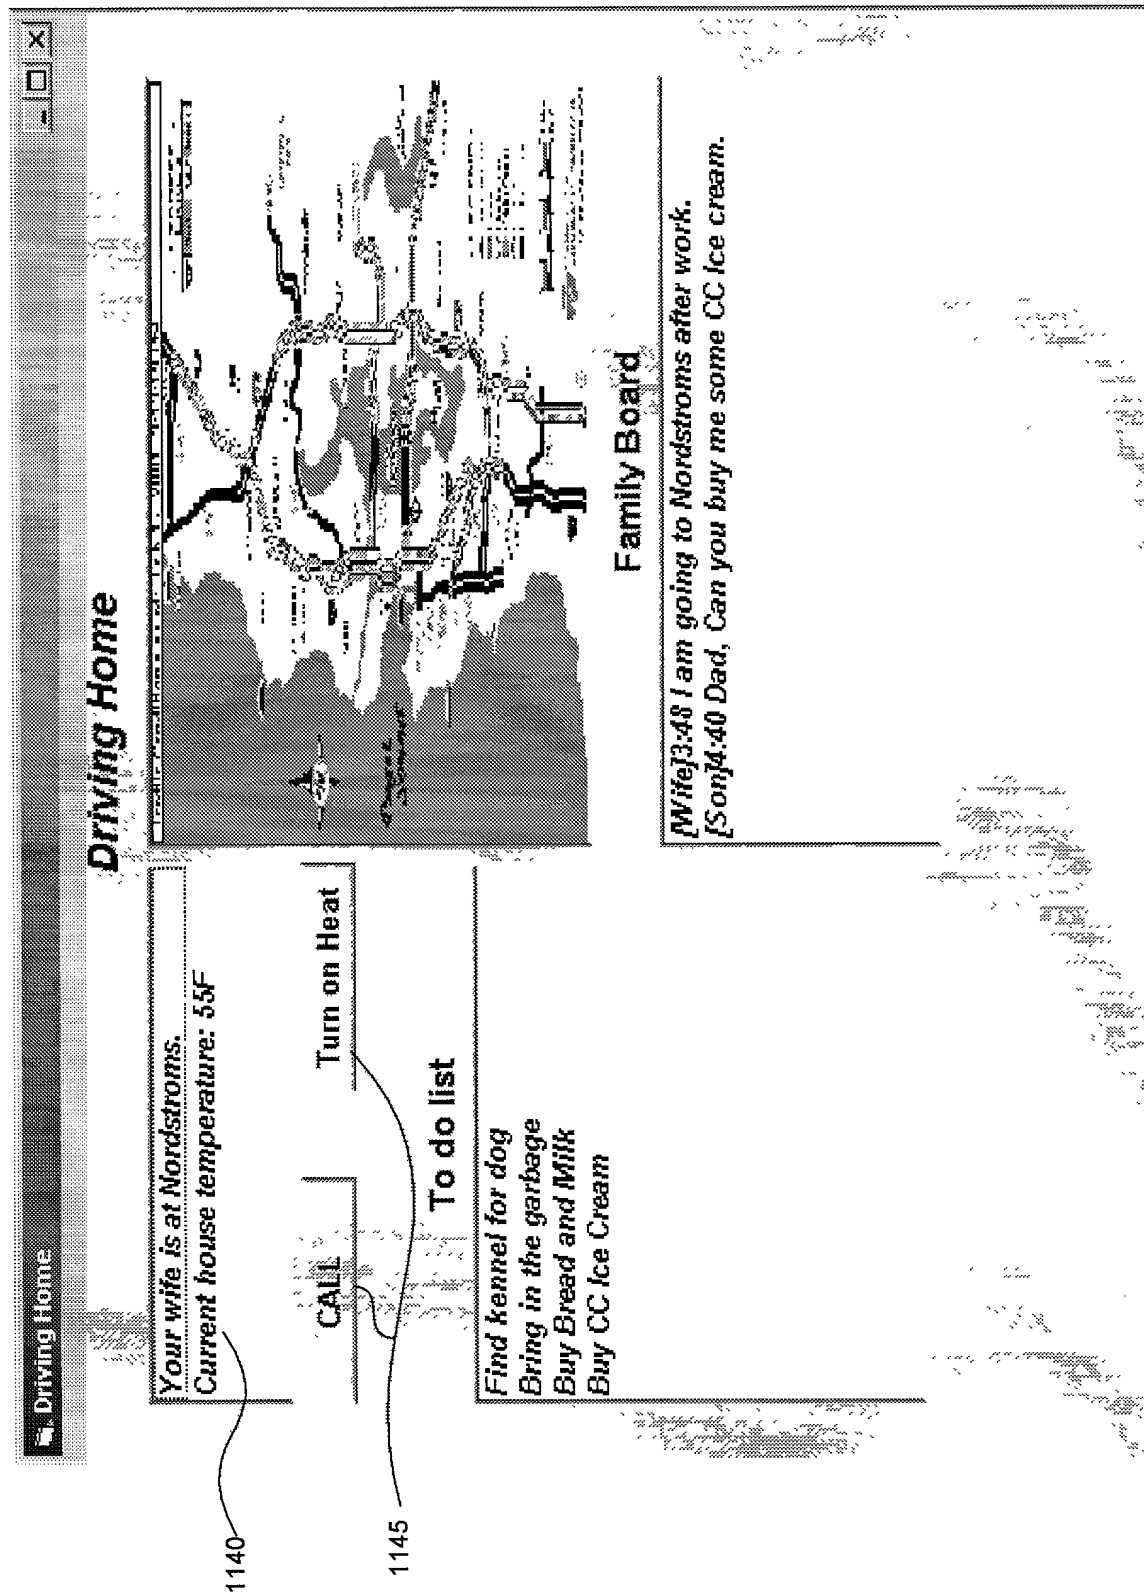 Driving Home
Driving Home
Your wife is at Nordstroms.
Current house temperature: 55F
CALL
Turn on Heat
To do list
Find kennel for dog
Bring in the garbage
Buy Bread and Milk
Buy CC Ice Cream
Family Board
[Wife]3:48 I am going to Nordstroms after work.
[Son]4:40 Dad, Can you buy me some CC Ice cream.
1140
1145